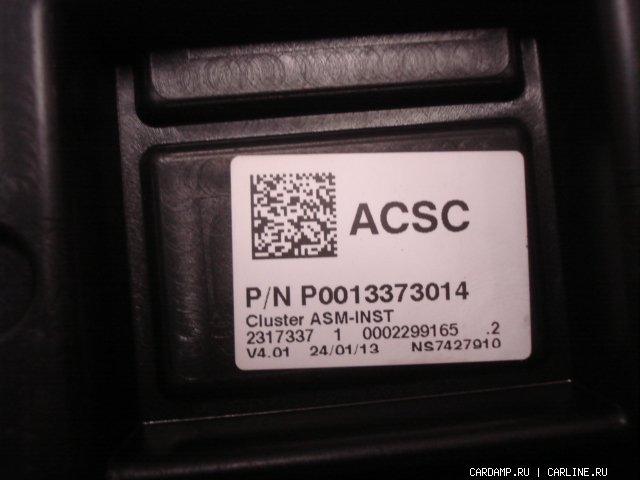 ACSC
P/N P0013373014
Cluster ASM-INST
2317337 1 0002299165 .2
V4.01 24/01/13 NS7427910
CARDAMP.RU | CARLINE.RU